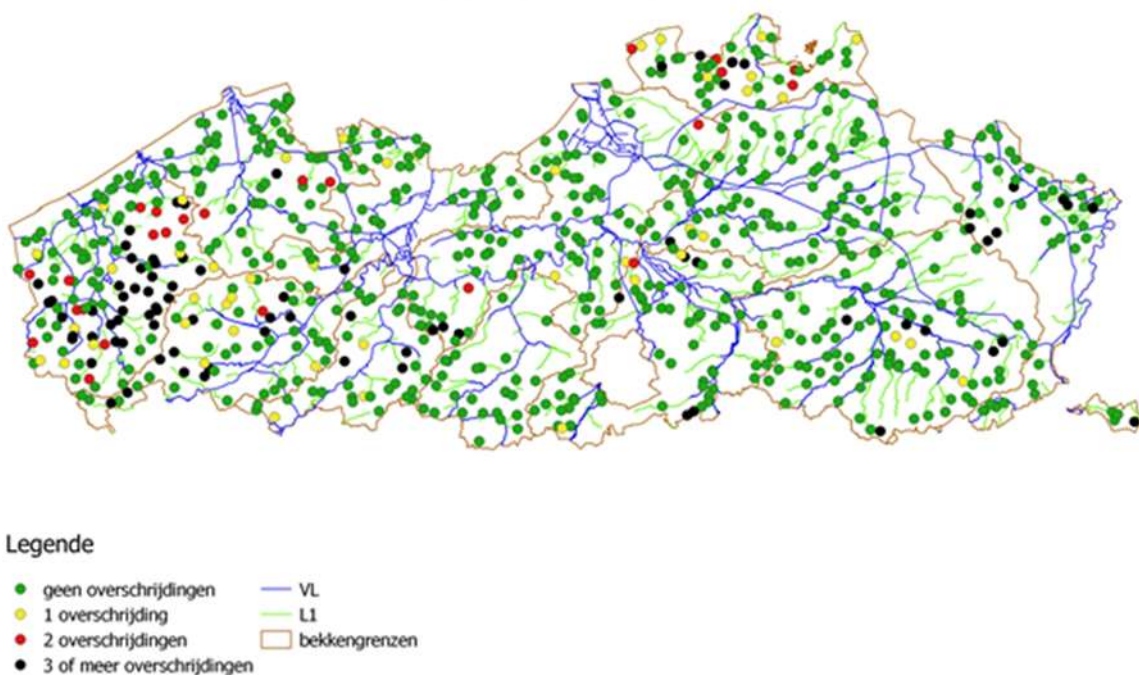 Legende
geen overschrijdingen
1 overschrijding
2 overschrijdingen
3 of meer overschrijdingen
VL
L1
bekkengrenzen